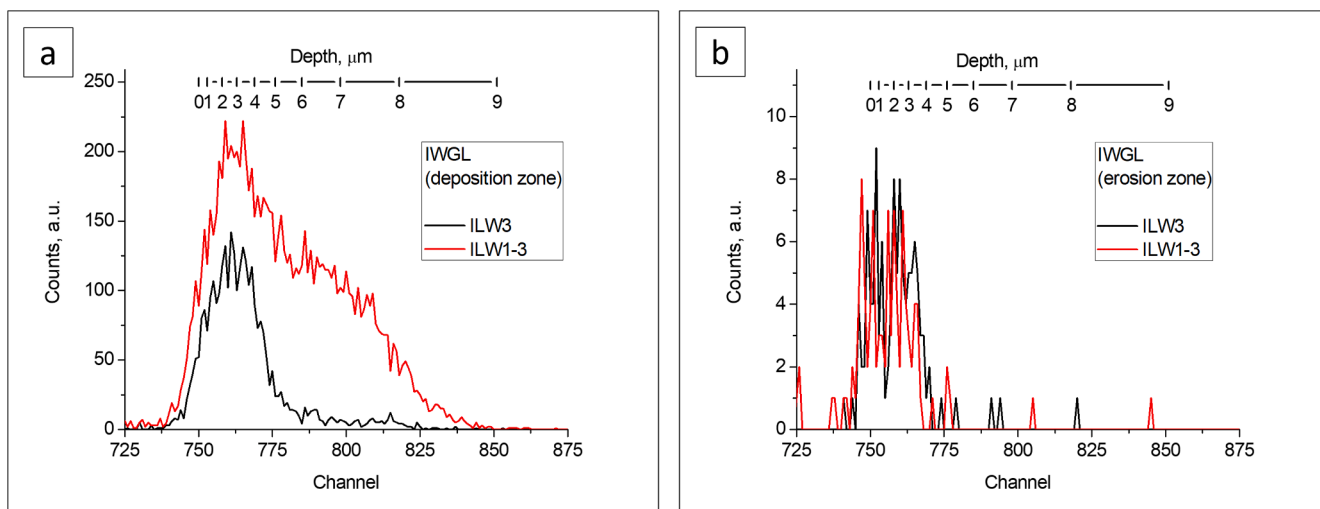 a
Depth, μm
0 1 2 3 4 5 6 7 8 9
250
200
150
100
50
0
Counts, a.u.
IWGL
(deposition zone)
ILW3
ILW1-3
725 750 775 800 825 850 875
Channel
b
Depth, μm
0 1 2 3 4 5 6 7 8 9
10
8
6
4
2
0
Counts, a.u.
IWGL
(erosion zone)
ILW3
ILW1-3
725 750 775 800 825 850 875
Channel